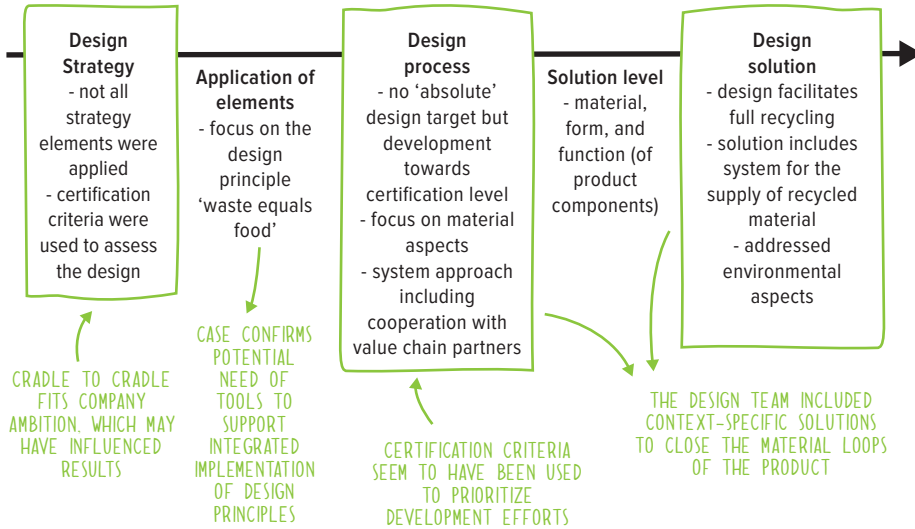 Design
Strategy
- not all
strategy
elements were
applied
- certification
criteria were
used to assess
the design
Application of
elements
- focus on the
design
principle
‘waste equals
food’
Design
process
- no ‘absolute’
design target but
development
towards
certification level
- focus on material
aspects
- system approach
including
cooperation with
value chain partners
Solution level
- material,
form, and
function (of
product
components)
Design
solution
- design facilitates
full recycling
- solution includes
system for the
supply of recycled
material
- addressed
environmental
aspects
CRADLE TO CRADLE
FITS COMPANY
AMBITION, WHICH MAY
HAVE INFLUENCED
RESULTS
CASE CONFIRMS
POTENTIAL
NEED OF
TOOLS TO
SUPPORT
INTEGRATED
IMPLEMENTATION
OF DESIGN
PRINCIPLES
CERTIFICATION CRITERIA
SEEM TO HAVE BEEN USED
TO PRIORITIZE
DEVELOPMENT EFFORTS
THE DESIGN TEAM INCLUDED
CONTEXT-SPECIFIC SOLUTIONS
TO CLOSE THE MATERIAL LOOPS
OF THE PRODUCT